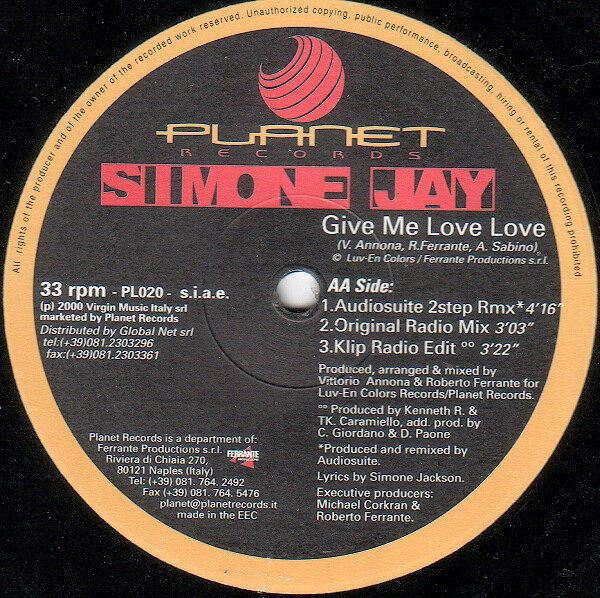 All rights of the producer and of the owner of the recorded work reserved. Unauthorized copying, public performance, broadcasting, hiring or rental of this recording prohibited.
PLANET
RECORDS
SIMONE JAY
Give Me Love Love
(V. Annona, R.Ferrante, A. Sabino)
© Luv-En Colors / Ferrante Productions s.r.l.
33 rpm - PL020 - s.i.a.e.
(p) 2000 Virgin Music Italy srl
marketed by Planet Records
Distributed by Global Net srl
tel:(+39)081.2303296
fax:(+39)081.2303361
AA Side:
1.Audiosuite 2step Rmx* 4'16"
2.Original Radio Mix 3'03"
3.Klip Radio Edit °° 3'22"
Produced, arranged & mixed by
Vittorio Annona & Roberto Ferrante for
Luv-En Colors Records/Planet Records.
°° Produced by Kenneth R. &
TK. Caramiello, add. prod. by
C. Giordano & D. Paone
*Produced and remixed by
Audiosuite.
Lyrics by Simone Jackson.
Executive producers:
Michael Corkran &
Roberto Ferrante.
Planet Records is a department of:
Ferrante Productions s.r.l.
Riviera di Chiaia 270,
80121 Naples (Italy)
Tel: (+39) 081. 764. 2492
Fax (+39) 081. 764. 5476
planet@planetrecords.it
made in the EEC
FERRANTE